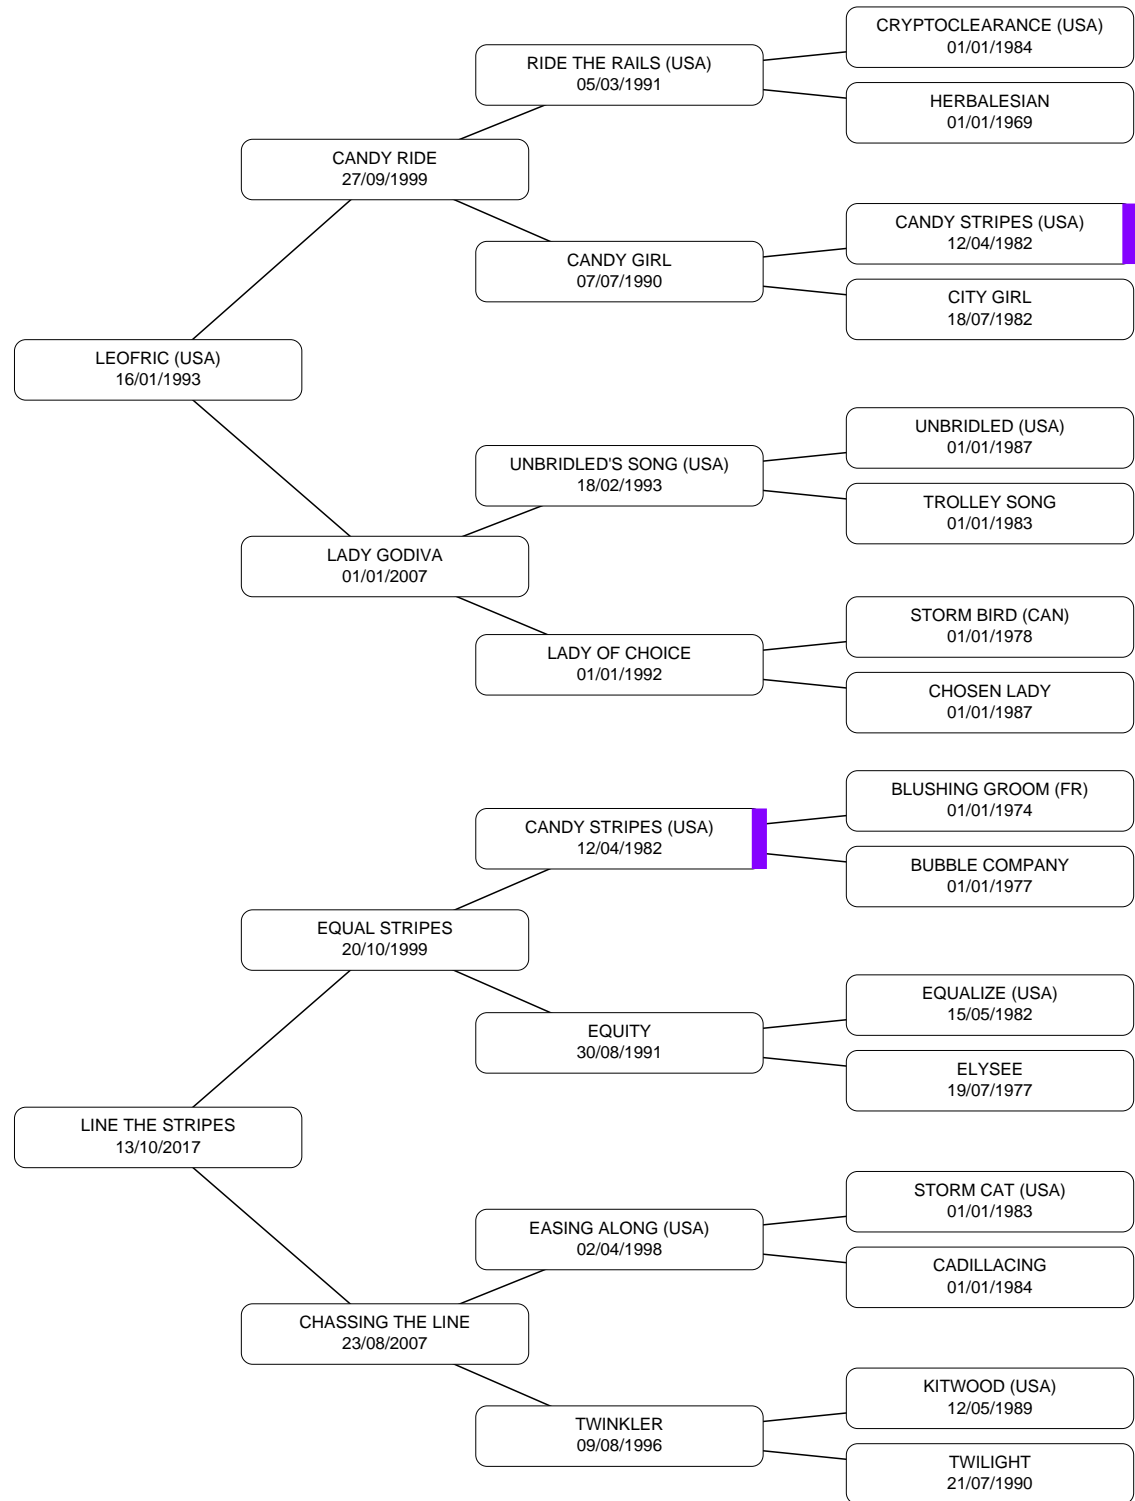 CRYPTOCLEARANCE (USA)
01/01/1984
RIDE THE RAILS (USA)
05/03/1991
HERBALESIAN
01/01/1969
CANDY RIDE
27/09/1999
CANDY STRIPES (USA)
12/04/1982
CANDY GIRL
07/07/1990
CITY GIRL
18/07/1982
LEOFRIC (USA)
16/01/1993
UNBRIDLED (USA)
01/01/1987
UNBRIDLED'S SONG (USA)
18/02/1993
TROLLEY SONG
01/01/1983
LADY GODIVA
01/01/2007
STORM BIRD (CAN)
01/01/1978
LADY OF CHOICE
01/01/1992
CHOSEN LADY
01/01/1987
BLUSHING GROOM (FR)
01/01/1974
CANDY STRIPES (USA)
12/04/1982
BUBBLE COMPANY
01/01/1977
EQUAL STRIPES
20/10/1999
EQUALIZE (USA)
15/05/1982
EQUITY
30/08/1991
ELYSEE
19/07/1977
LINE THE STRIPES
13/10/2017
STORM CAT (USA)
01/01/1983
EASING ALONG (USA)
02/04/1998
CADILLACING
01/01/1984
CHASSING THE LINE
23/08/2007
KITWOOD (USA)
12/05/1989
TWINKLER
09/08/1996
TWILIGHT
21/07/1990